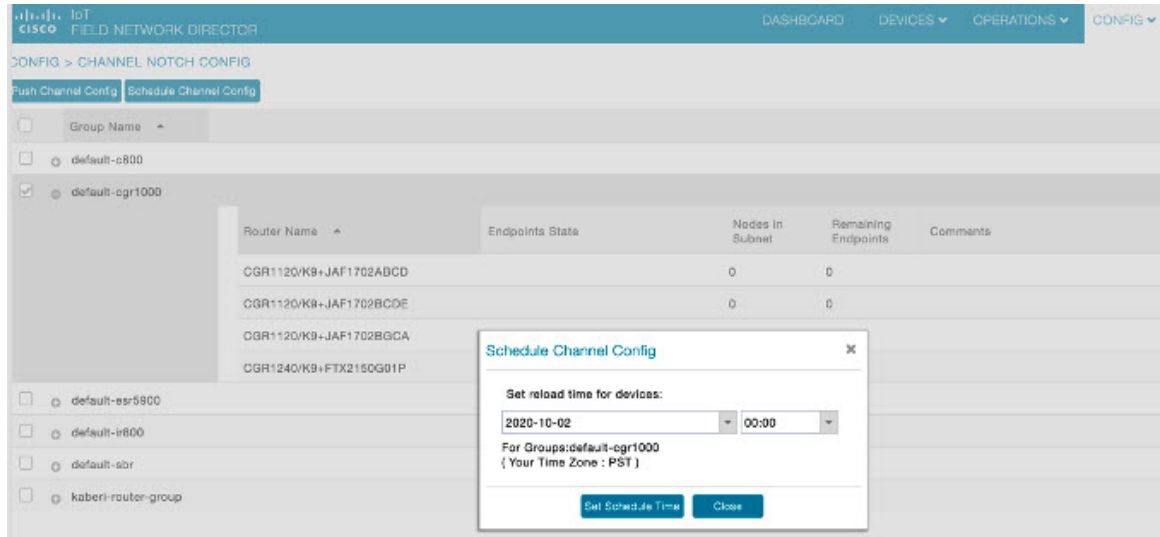 IoT
CISCO FIELD NETWORK DIRECTOR
DASHBOARD DEVICES OPERATIONS CONFIG
CONFIG > CHANNEL NOTCH CONFIG
Push Channel Config Schedule Channel Config
Group Name
default-c800
default-cgr1000
Router Name Endpoints State Nodes in Subnet Remaining Endpoints Comments
CGR1120/K9+JAF1702ABCD 0 0
CGR1120/K9+JAF1702BCDE 0 0
CGR1120/K9+JAF1702BGCA
CGR1240/K9+FTX2150G01P
Schedule Channel Config
Set reload time for devices:
2020-10-02 00:00
For Groups:default-cgr1000
( Your Time Zone : PST )
Set Schedule Time Close
default-esr5900
default-ir800
default-sbr
kaberi-router-group